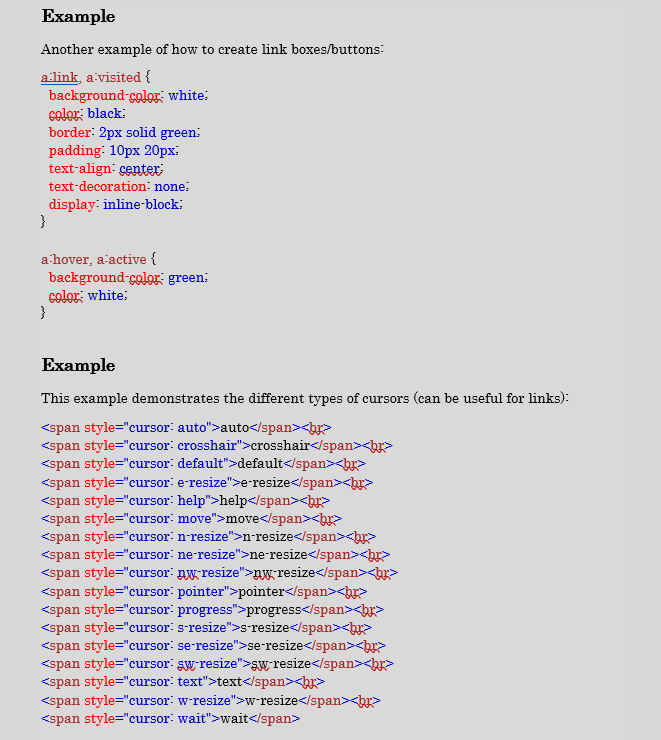 Example
Another example of how to create link boxes/buttons:
a:link, a:visited {
  background-color: white;
  color: black;
  border: 2px solid green;
  padding: 10px 20px;
  text-align: center;
  text-decoration: none;
  display: inline-block;
}
a:hover, a:active {
  background-color: green;
  color: white;
}
Example
This example demonstrates the different types of cursors (can be useful for links):
<span style="cursor: auto">auto</span><br>
<span style="cursor: crosshair">crosshair</span><br>
<span style="cursor: default">default</span><br>
<span style="cursor: e-resize">e-resize</span><br>
<span style="cursor: help">help</span><br>
<span style="cursor: move">move</span><br>
<span style="cursor: n-resize">n-resize</span><br>
<span style="cursor: ne-resize">ne-resize</span><br>
<span style="cursor: nw-resize">nw-resize</span><br>
<span style="cursor: pointer">pointer</span><br>
<span style="cursor: progress">progress</span><br>
<span style="cursor: s-resize">s-resize</span><br>
<span style="cursor: se-resize">se-resize</span><br>
<span style="cursor: sw-resize">sw-resize</span><br>
<span style="cursor: text">text</span><br>
<span style="cursor: w-resize">w-resize</span><br>
<span style="cursor: wait">wait</span>